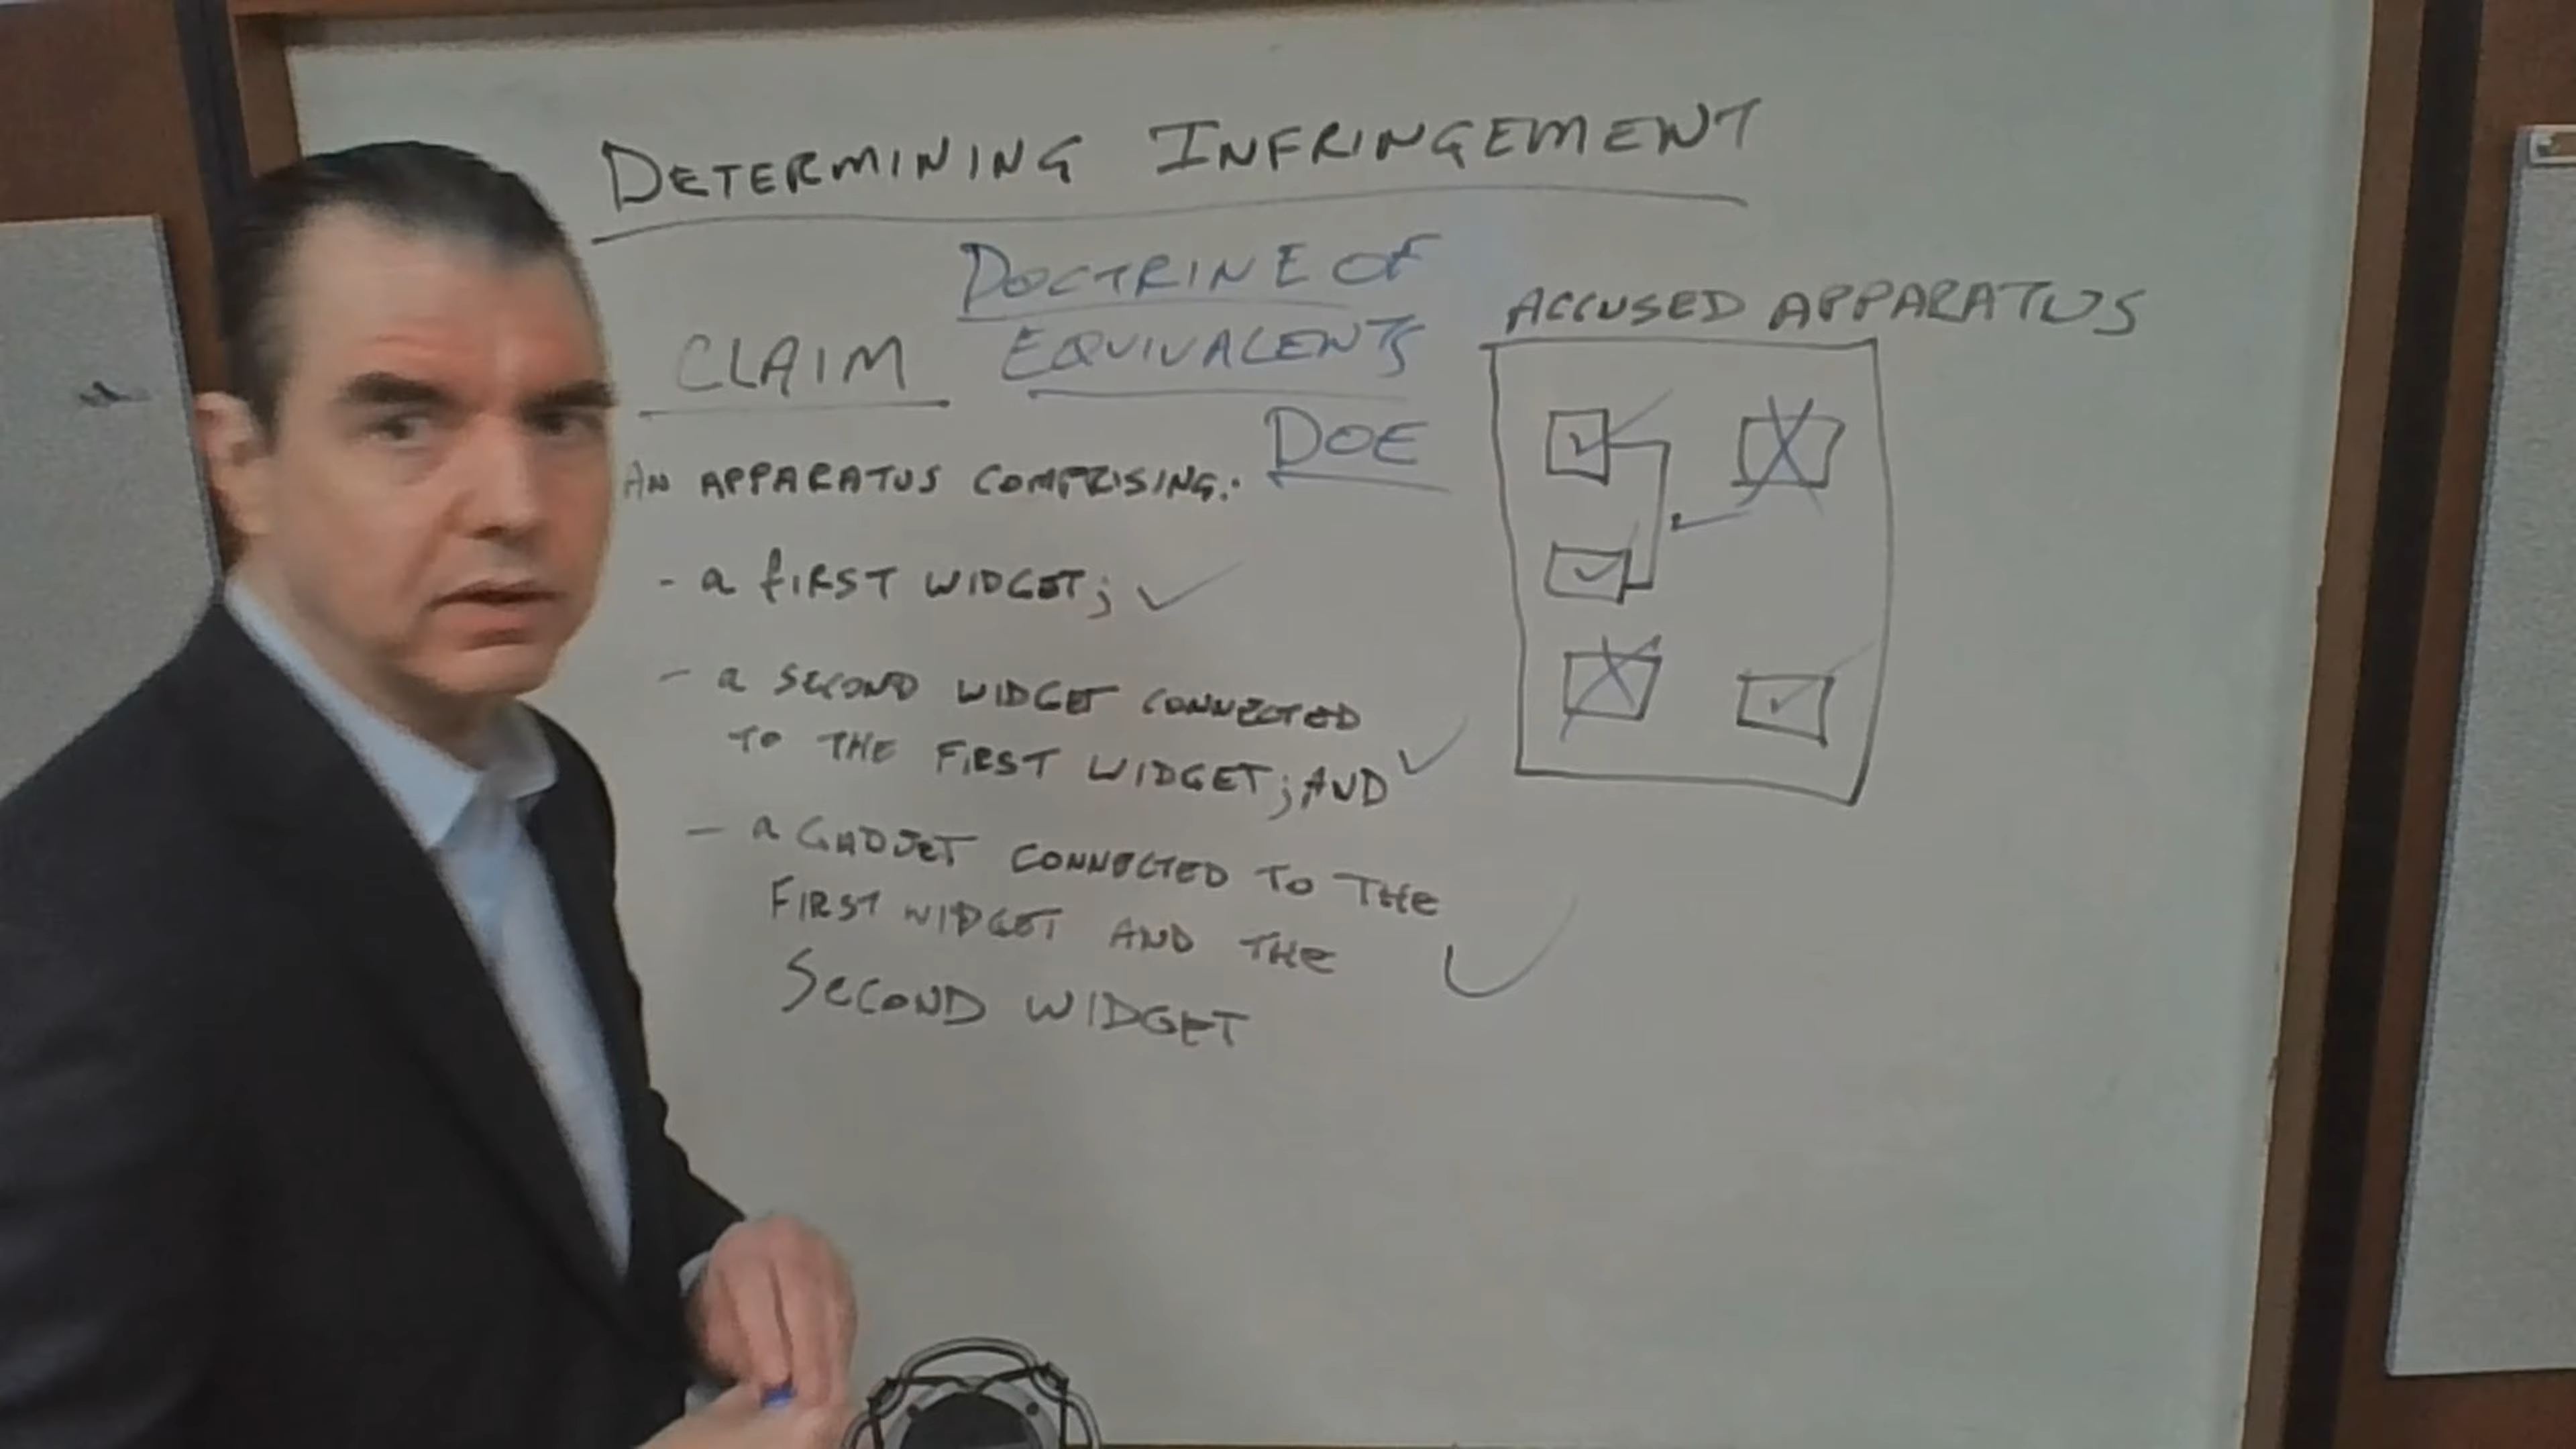 DETERMINING INFRINGEMENT
DOCTRINE OF
EQUIVALENTS
DOE
CLAIM
AN APPARATUS COMPRISING:
- a FIRST WIDGET;
- a SECOND WIDGET CONNECTED
TO THE FIRST WIDGET; AND
- a GADJET CONNECTED TO THE
FIRST WIDGET AND THE
SECOND WIDGET
ACCUSED APPARATUS